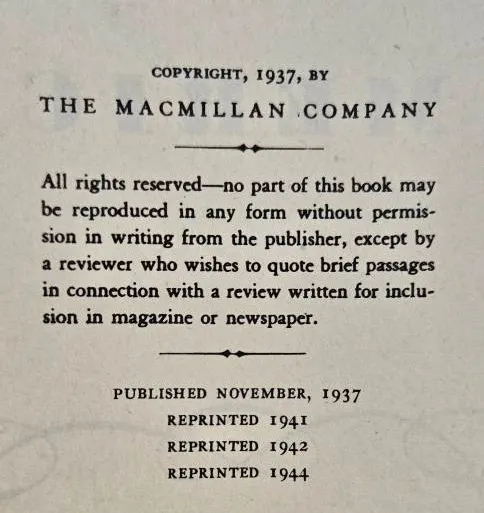 COPYRIGHT, 1937, BY
THE MACMILLAN COMPANY
All rights reserved—no part of this book may
be reproduced in any form without permis-
sion in writing from the publisher, except by
a reviewer who wishes to quote brief passages
in connection with a review written for inclu-
sion in magazine or newspaper.
PUBLISHED NOVEMBER, 1937
REPRINTED 1941
REPRINTED 1942
REPRINTED 1944